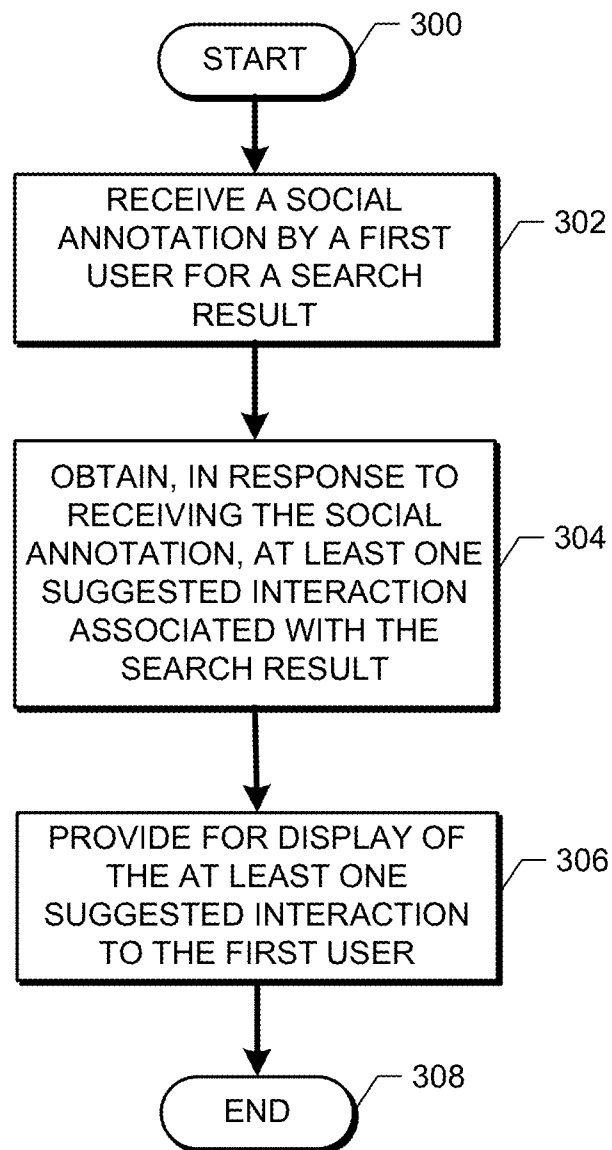 300
START
RECEIVE A SOCIAL
ANNOTATION BY A FIRST
USER FOR A SEARCH
RESULT
302
OBTAIN, IN RESPONSE TO
RECEIVING THE SOCIAL
ANNOTATION, AT LEAST ONE
SUGGESTED INTERACTION
ASSOCIATED WITH THE
SEARCH RESULT
304
PROVIDE FOR DISPLAY OF
THE AT LEAST ONE
SUGGESTED INTERACTION
TO THE FIRST USER
306
END
308